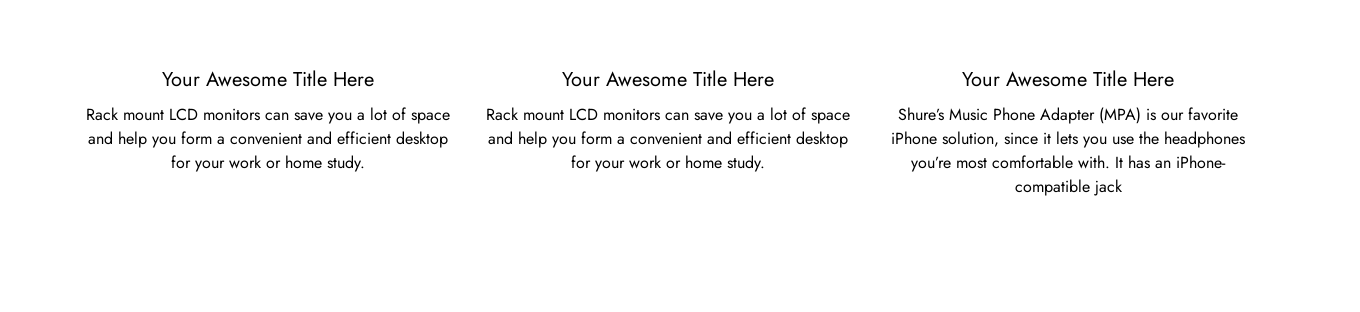 Your Awesome Title Here
Rack mount LCD monitors can save you a lot of space
and help you form a convenient and efficient desktop
for your work or home study.
Your Awesome Title Here
Rack mount LCD monitors can save you a lot of space
and help you form a convenient and efficient desktop
for your work or home study.
Your Awesome Title Here
Shure’s Music Phone Adapter (MPA) is our favorite
iPhone solution, since it lets you use the headphones
you’re most comfortable with. It has an iPhone-
compatible jack